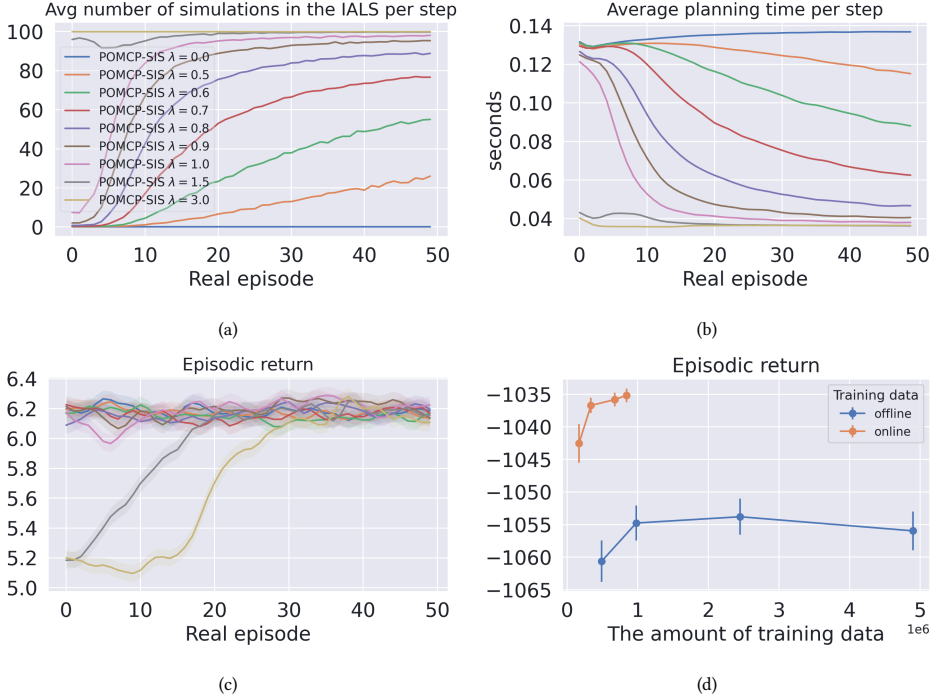 Avg number of simulations in the IALS per step
100
80
60
40
20
0
POMCP-SIS λ = 0.0
POMCP-SIS λ = 0.5
POMCP-SIS λ = 0.6
POMCP-SIS λ = 0.7
POMCP-SIS λ = 0.8
POMCP-SIS λ = 0.9
POMCP-SIS λ = 1.0
POMCP-SIS λ = 1.5
POMCP-SIS λ = 3.0
0 10 20 30 40 50
Real episode
(a)
Average planning time per step
seconds
0.14
0.12
0.10
0.08
0.06
0.04
0 10 20 30 40 50
Real episode
(b)
Episodic return
6.4
6.2
6.0
5.8
5.6
5.4
5.2
5.0
0 10 20 30 40 50
Real episode
(c)
Episodic return
−1035
−1040
−1045
−1050
−1055
−1060
−1065
Training data
offline
online
0 1 2 3 4 5
1e6
The amount of training data
(d)